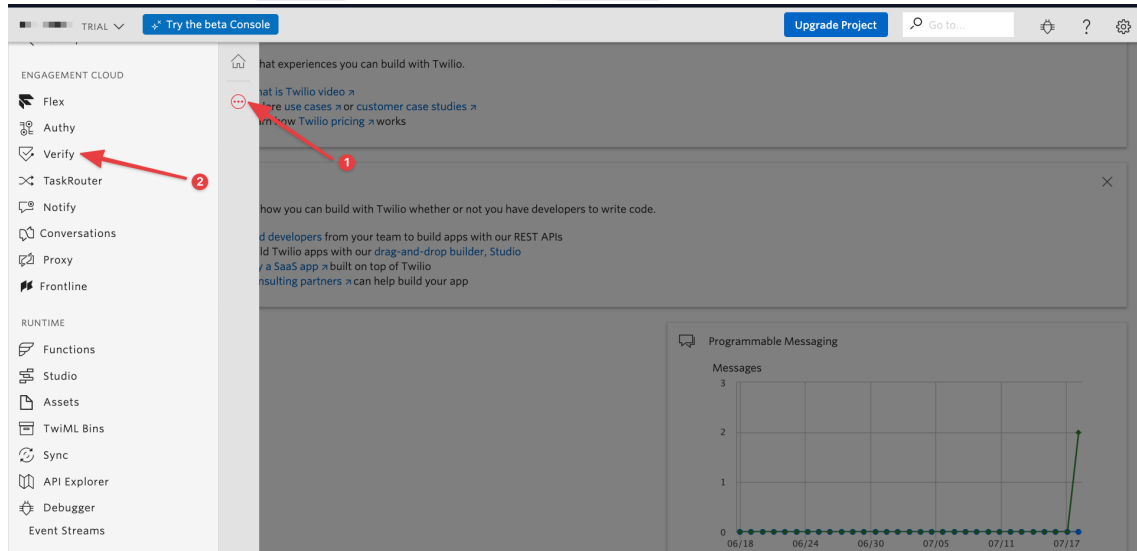 TRIAL
Try the beta Console
Upgrade Project
Go to...
?
ENGAGEMENT CLOUD
Flex
Authy
Verify
TaskRouter
Notify
Conversations
Proxy
Frontline
RUNTIME
Functions
Studio
Assets
TwiML Bins
Sync
API Explorer
Debugger
Event Streams
1
2
hat experiences you can build with Twilio.
hat is Twilio video
ore use cases or customer case studies
rn how Twilio pricing works
how you can build with Twilio whether or not you have developers to write code.
d developers from your team to build apps with our REST APIs
ld Twilio apps with our drag-and-drop builder, Studio
y a SaaS app built on top of Twilio
nsulting partners can help build your app
Programmable Messaging
Messages
3
2
1
0
06/18 06/24 06/30 07/05 07/11 07/17